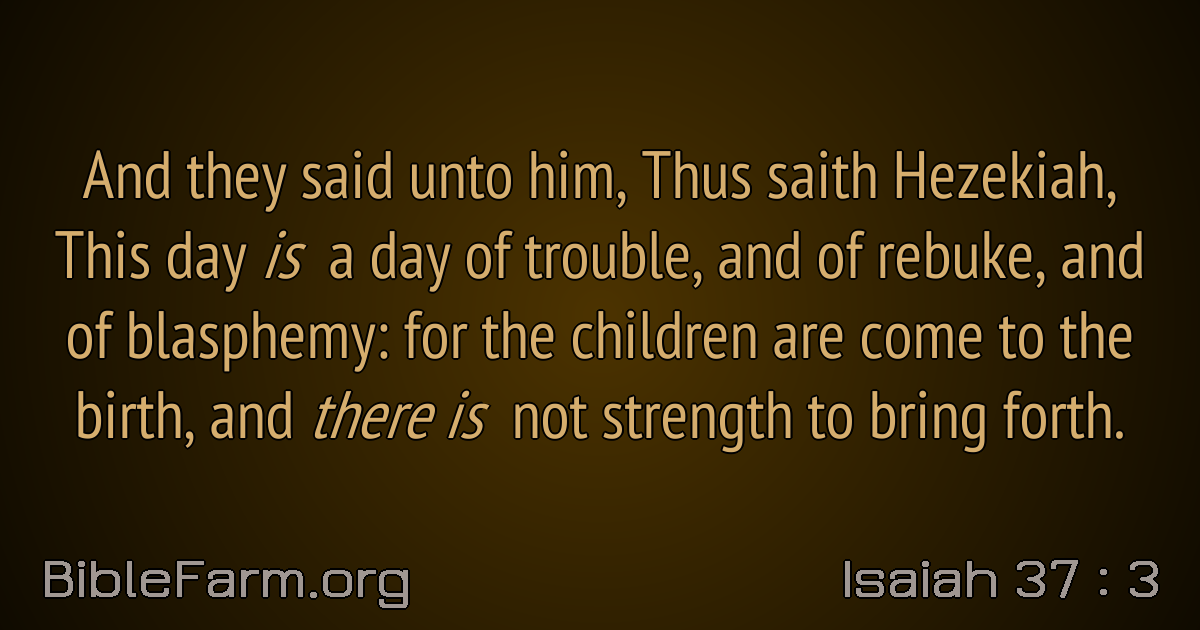 And they said unto him, Thus saith Hezekiah,
This day is a day of trouble, and of rebuke, and
of blasphemy: for the children are come to the
birth, and there is not strength to bring forth.
BibleFarm.org
Isaiah 37 : 3